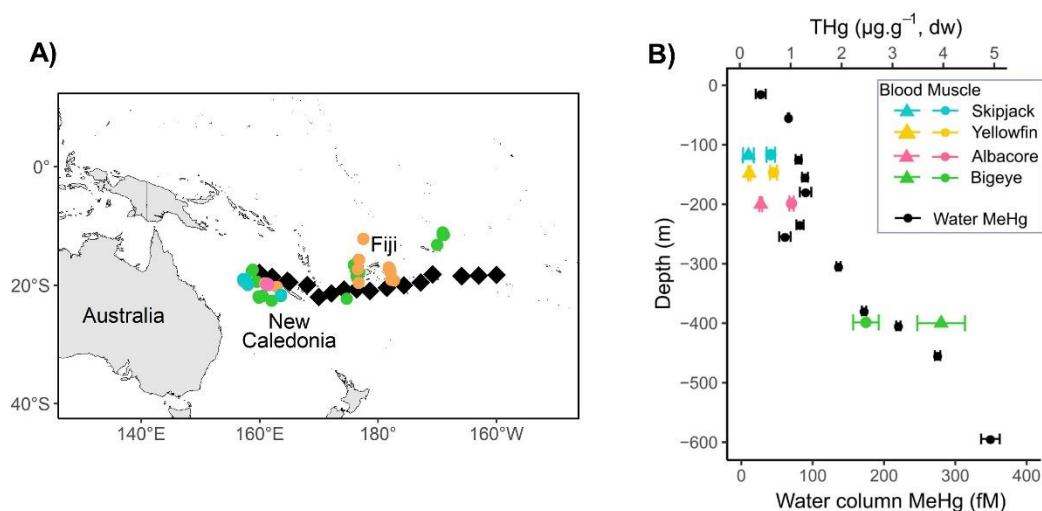 A)
0°
20°S
40°S
140°E
160°E
180°
160°W
Australia
New
Caledonia
Fiji
B)
THg (µg.g⁻¹, dw)
0 1 2 3 4 5
Depth (m)
0
−100
−200
−300
−400
−500
−600
Blood Muscle
Skipjack
Yellowfin
Albacore
Bigeye
Water MeHg
0 100 200 300 400
Water column MeHg (fM)